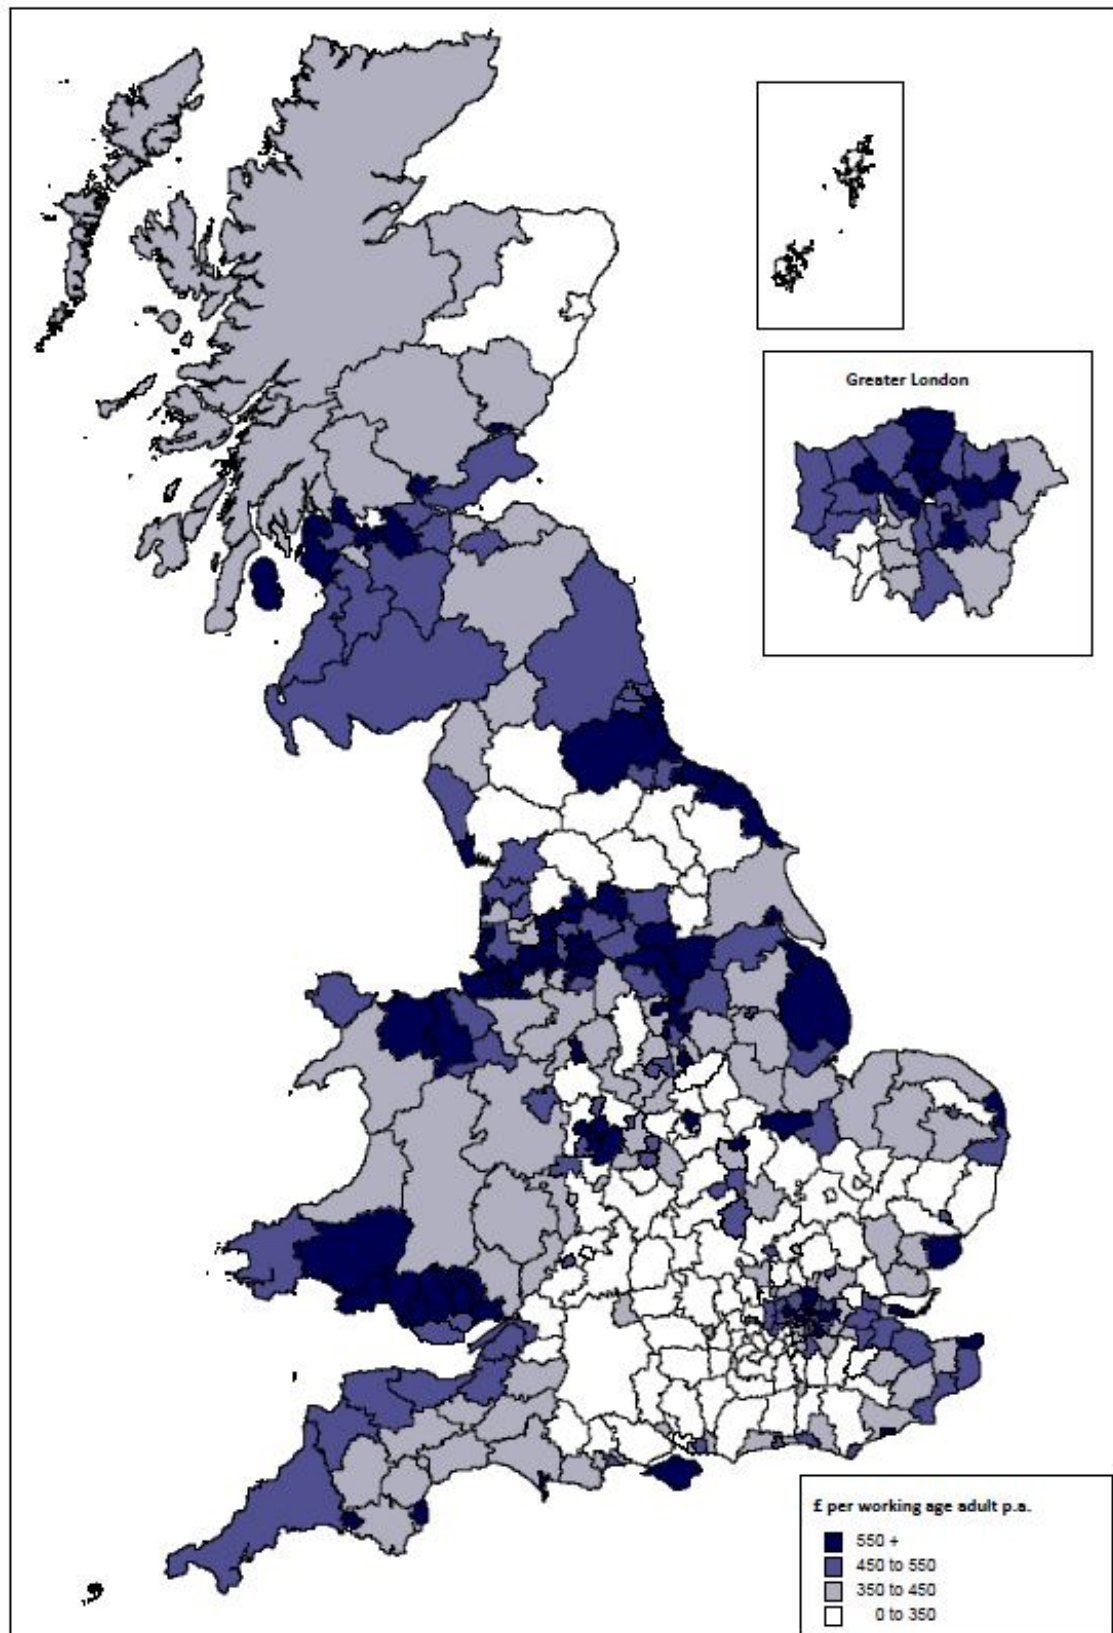 Greater London
£ per working age adult p.a.
550 +
450 to 550
350 to 450
0 to 350